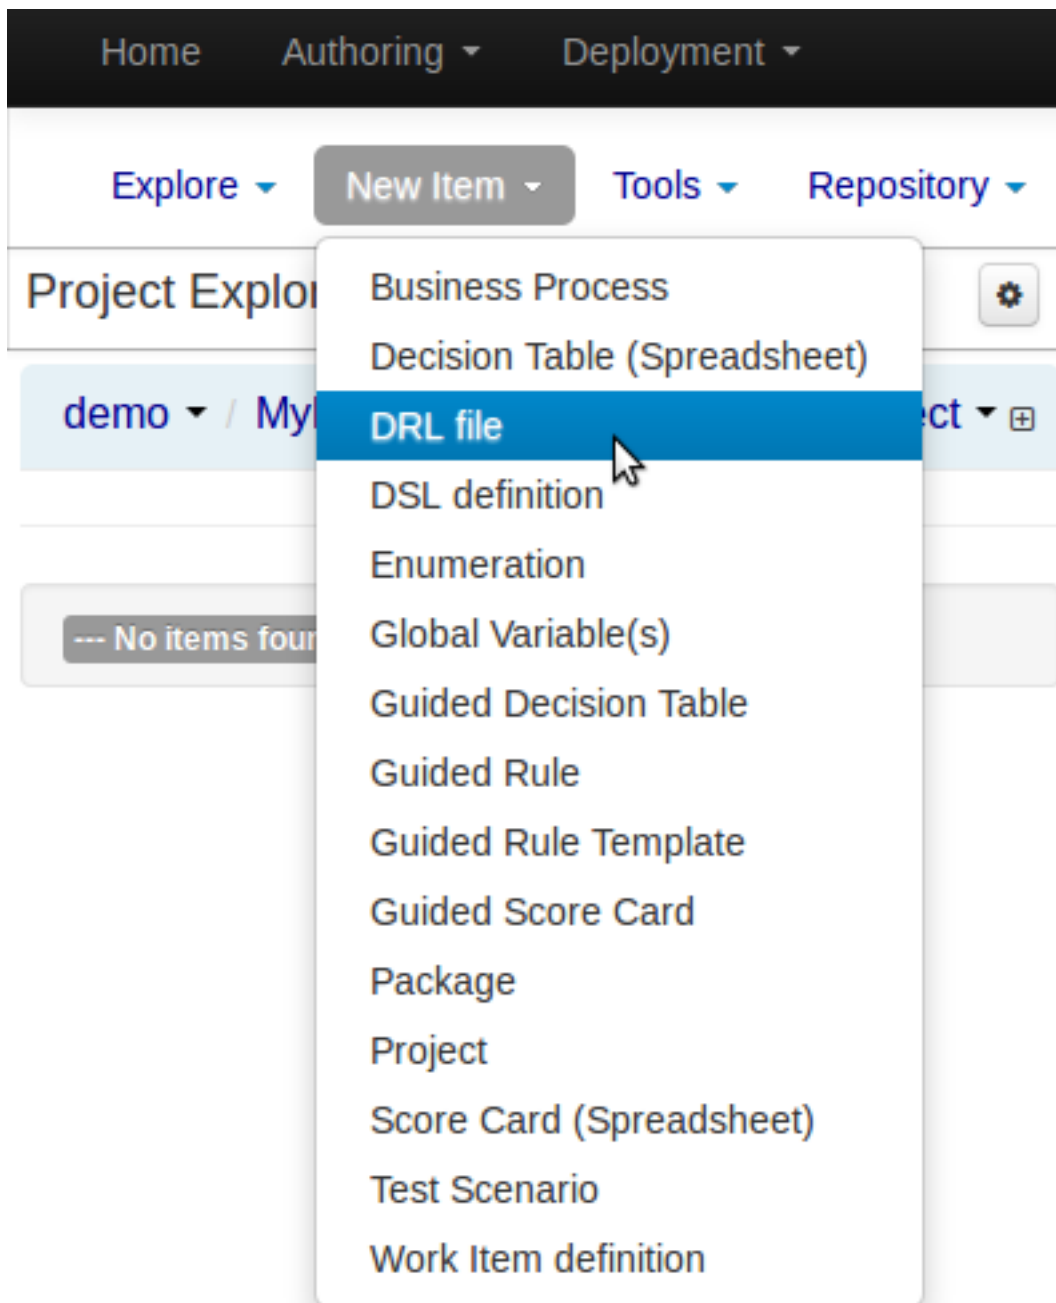 Home Authoring Deployment
Explore New Item Tools Repository
Project Explor
Business Process
Decision Table (Spreadsheet)
demo / My ect
DRL file
DSL definition
Enumeration
--- No items four
Global Variable(s)
Guided Decision Table
Guided Rule
Guided Rule Template
Guided Score Card
Package
Project
Score Card (Spreadsheet)
Test Scenario
Work Item definition